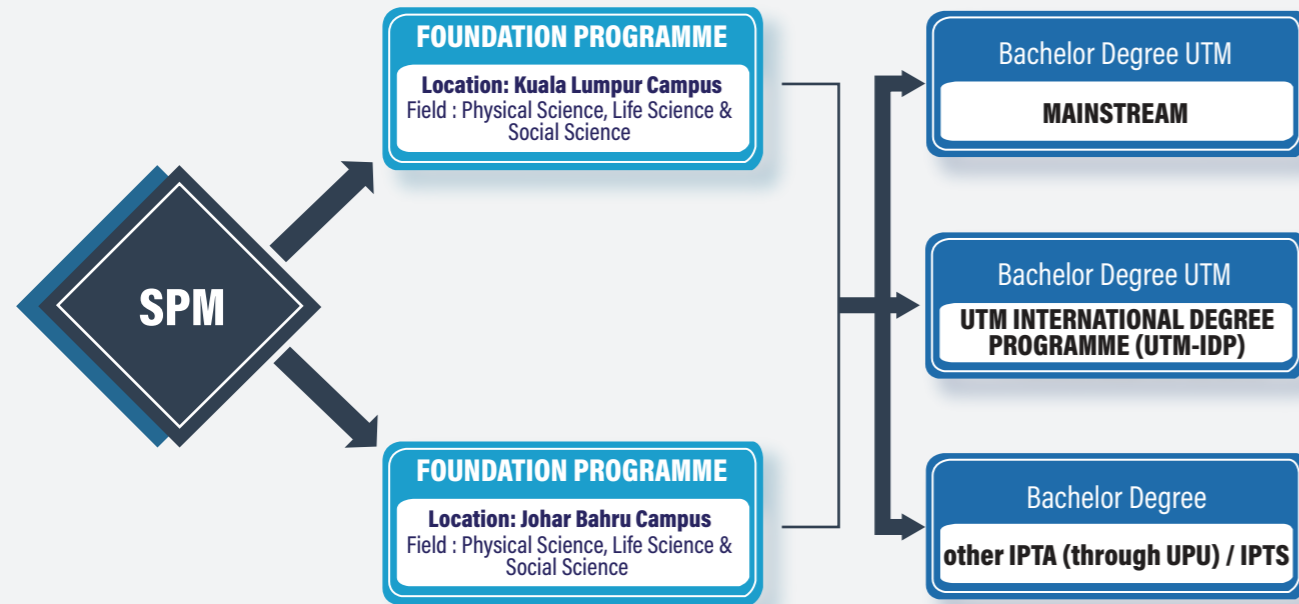 SPM
FOUNDATION PROGRAMME
Location: Kuala Lumpur Campus
Field : Physical Science, Life Science &
Social Science
FOUNDATION PROGRAMME
Location: Johar Bahru Campus
Field : Physical Science, Life Science &
Social Science
Bachelor Degree UTM
MAINSTREAM
Bachelor Degree UTM
UTM INTERNATIONAL DEGREE
PROGRAMME (UTM-IDP)
Bachelor Degree
other IPTA (through UPU) / IPTS